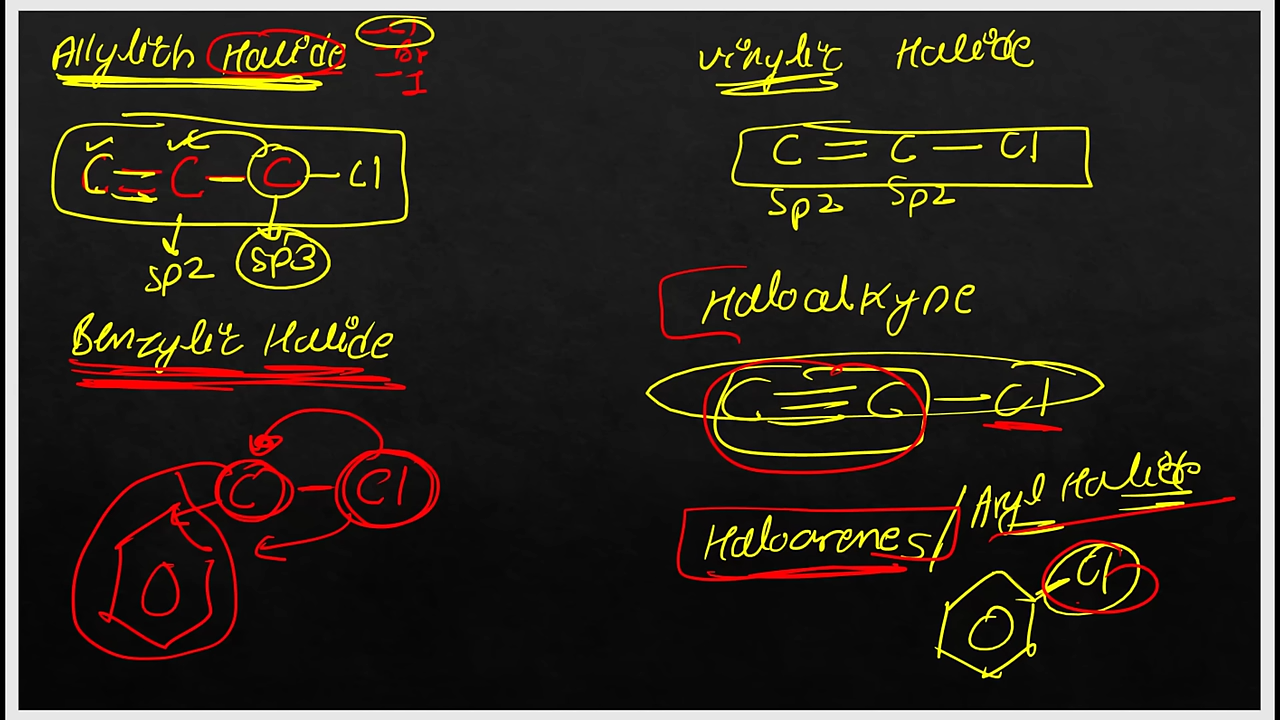 Allylith Halide
-Cl
-Br
-I
C = C - C - Cl
sp2 sp3
Benzylic Halide
C - Cl
Vinylic Halide
C = C - Cl
Sp2 Sp2
Haloalkyne
C ≡ C - Cl
Haloarenes / Aryl Halide
Cl